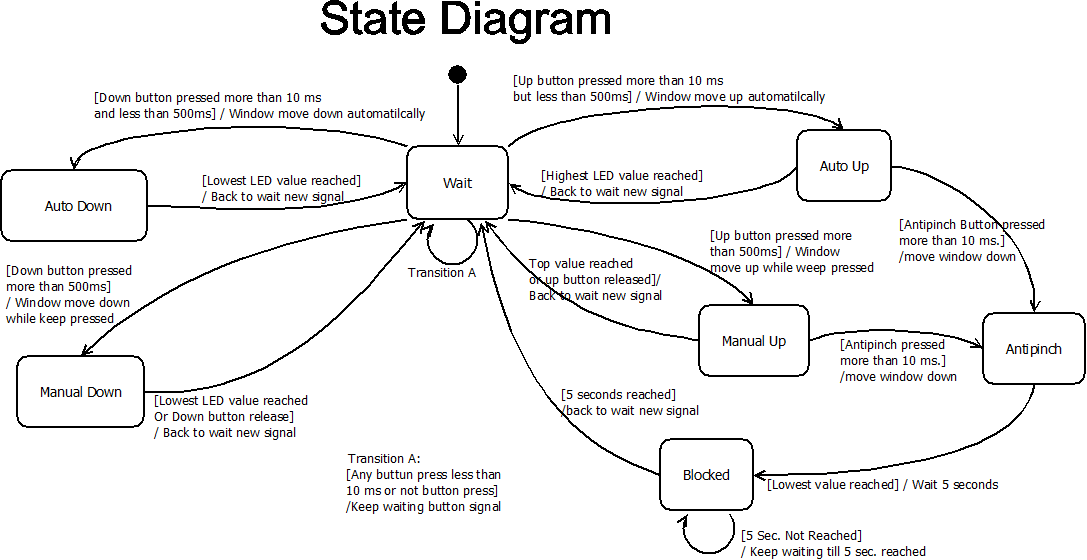 State Diagram
[Down button pressed more than 10 ms
and less than 500ms] / Window move down automatilcally
[Up button pressed more than 10 ms
but less than 500ms] / Window move up automatilcally
Auto Down
[Lowest LED value reached]
/ Back to wait new signal
Wait
[Highest LED value reached]
/ Back to wait new signal
Auto Up
[Antipinch Button pressed
more than 10 ms.]
/move window down
[Down button pressed
more than 500ms]
/ Window move down
while keep pressed
Transition A
Top value reached
or up button released]/
Back to wait new signal
[Up button pressed more
than 500ms] / Window
move up while weep pressed
Manual Up
[Antipinch pressed
more than 10 ms.]
/move window down
Antipinch
Manual Down
[Lowest LED value reached
Or Down button release]
/ Back to wait new signal
[5 seconds reached]
/back to wait new signal
Transition A:
[Any buttun press less than
10 ms or not button press]
/Keep waiting button signal
Blocked
[Lowest value reached] / Wait 5 seconds
[5 Sec. Not Reached]
/ Keep waiting till 5 sec. reached